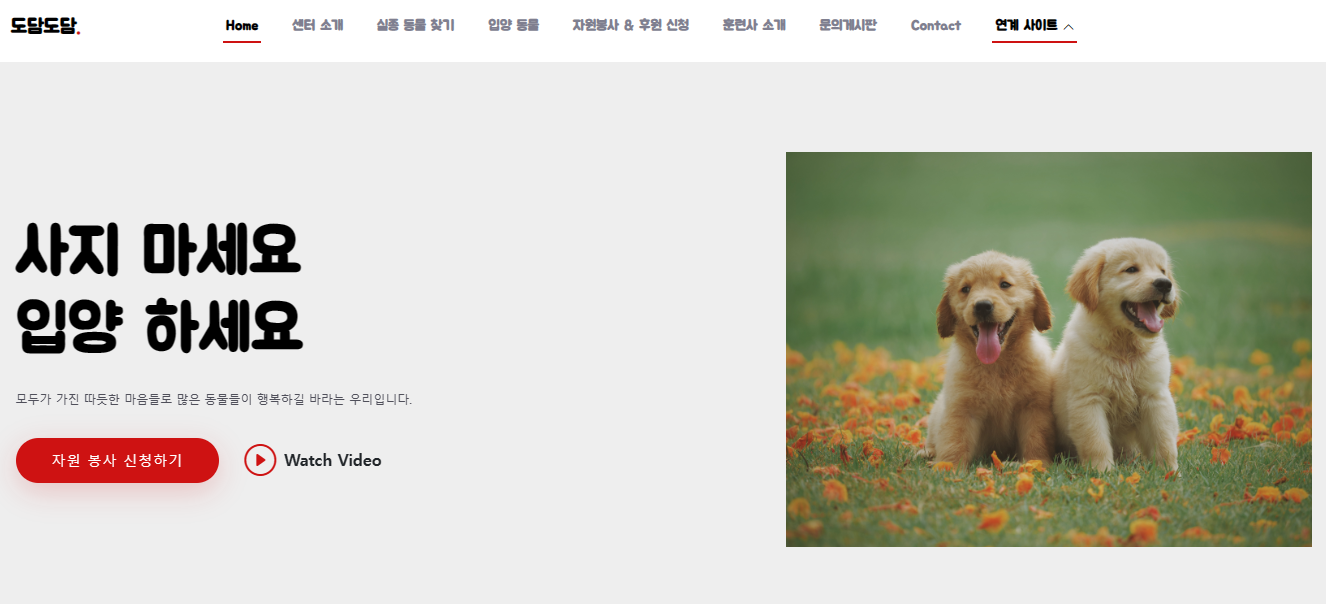 도담도담.
Home 센터 소개 실종 동물 찾기 입양 동물 자원봉사 & 후원 신청 훈련사 소개 문의게시판 Contact 연계 사이트
사지 마세요
입양 하세요
모두가 가진 따듯한 마음들로 많은 동물들이 행복하길 바라는 우리입니다.
자원 봉사 신청하기 Watch Video